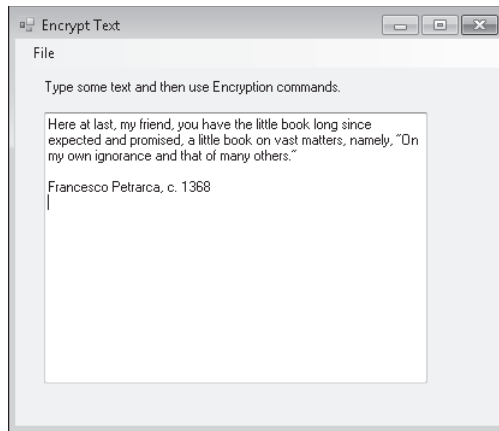 Encrypt Text
File
Type some text and then use Encryption commands.
Here at last, my friend, you have the little book long since
expected and promised, a little book on vast matters, namely, "On
my own ignorance and that of many others."
Francesco Petrarca, c. 1368